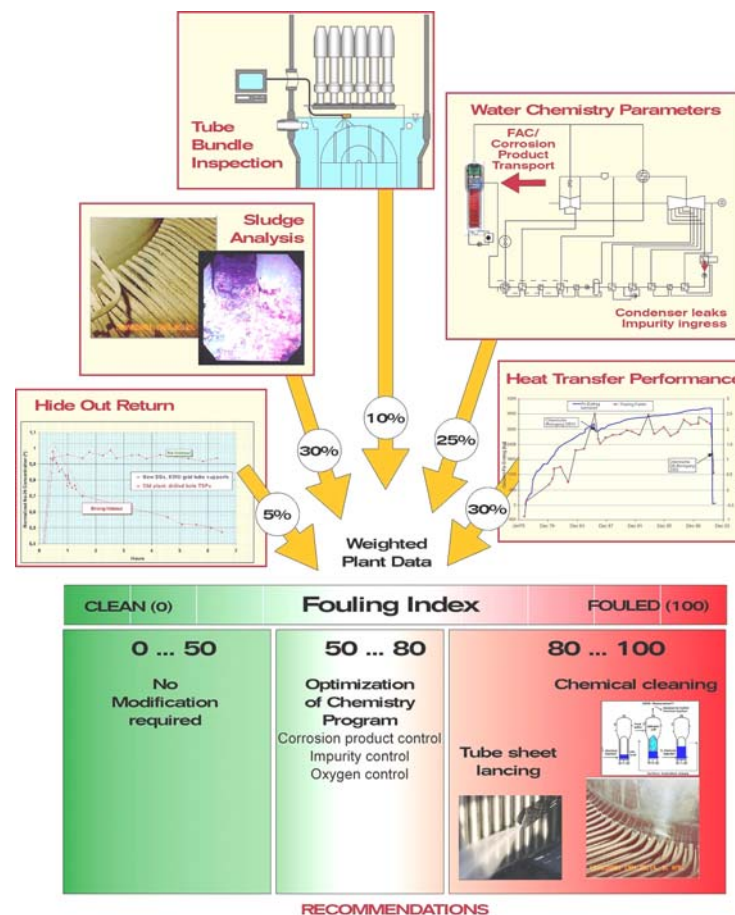 Tube
Bundle
Inspection
Water Chemistry Parameters
FAC/
Corrosion
Product
Transport
Condenser leaks
Impurity ingress
Sludge
Analysis
Hide Out Return
Strong hideout
Hours
Heat Transfer Performance
10%
30%
25%
5%
30%
Weighted
Plant Data
CLEAN (0)
Fouling Index
FOULED (100)
0 ... 50
50 ... 80
80 ... 100
No
Modification
required
Optimization
of Chemistry
Program
Corrosion product control
Impurity control
Oxygen control
Chemical cleaning
Tube sheet
lancing
RECOMMENDATIONS